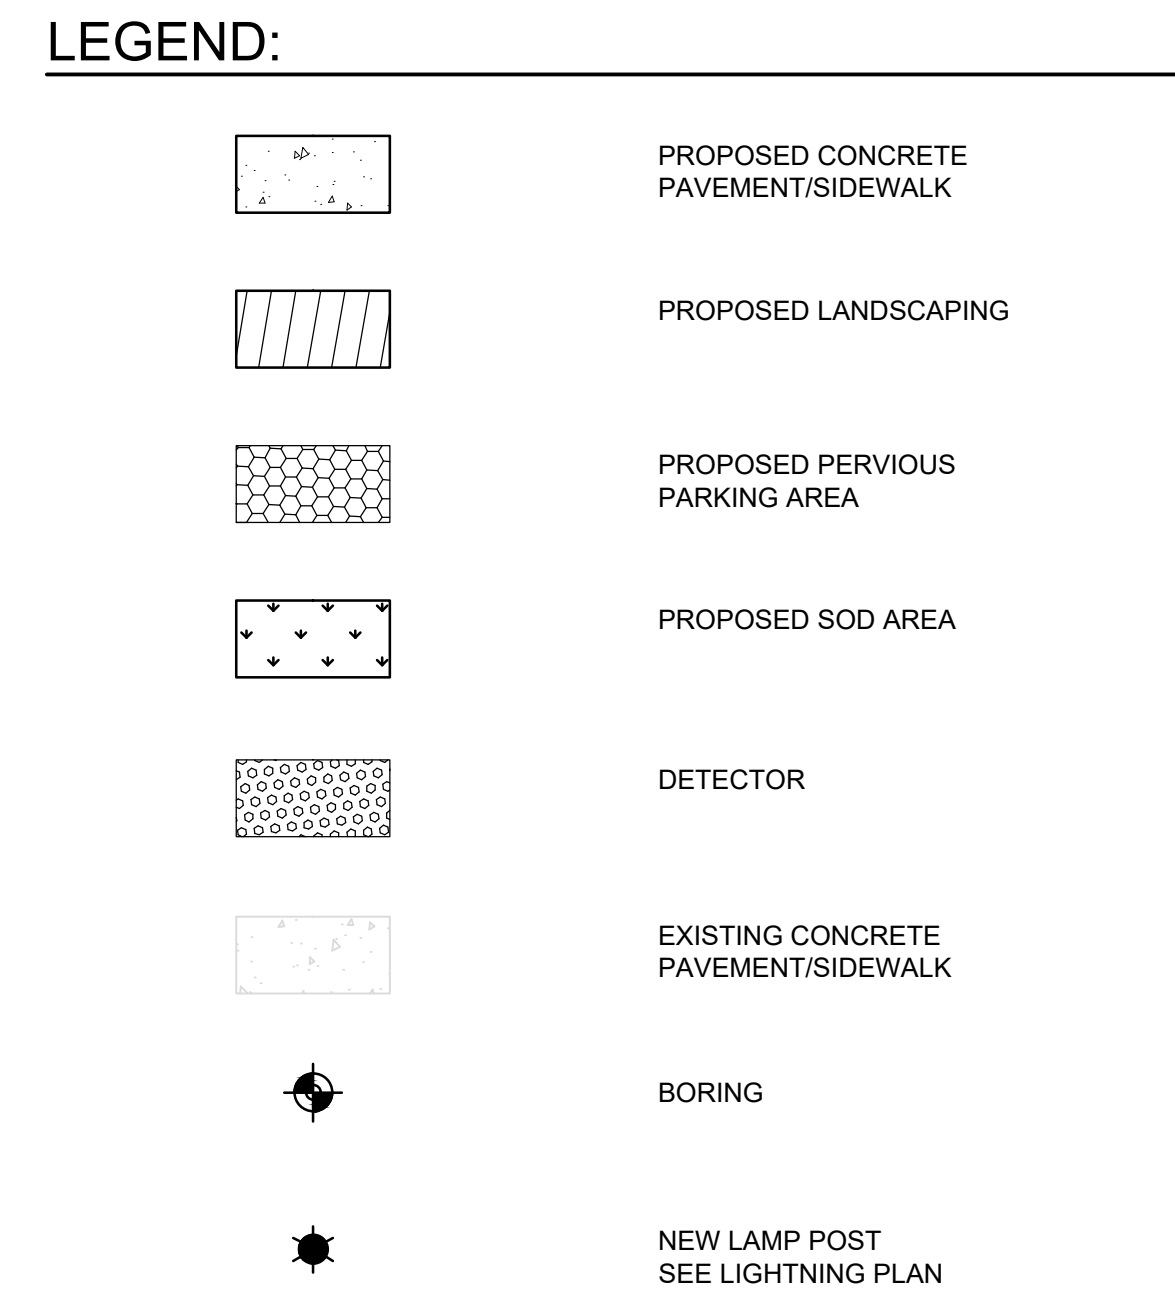 LEGEND:
PROPOSED CONCRETE
PAVEMENT/SIDEWALK
PROPOSED LANDSCAPING
PROPOSED PERVIOUS
PARKING AREA
PROPOSED SOD AREA
DETECTOR
EXISTING CONCRETE
PAVEMENT/SIDEWALK
BORING
NEW LAMP POST
SEE LIGHTNING PLAN